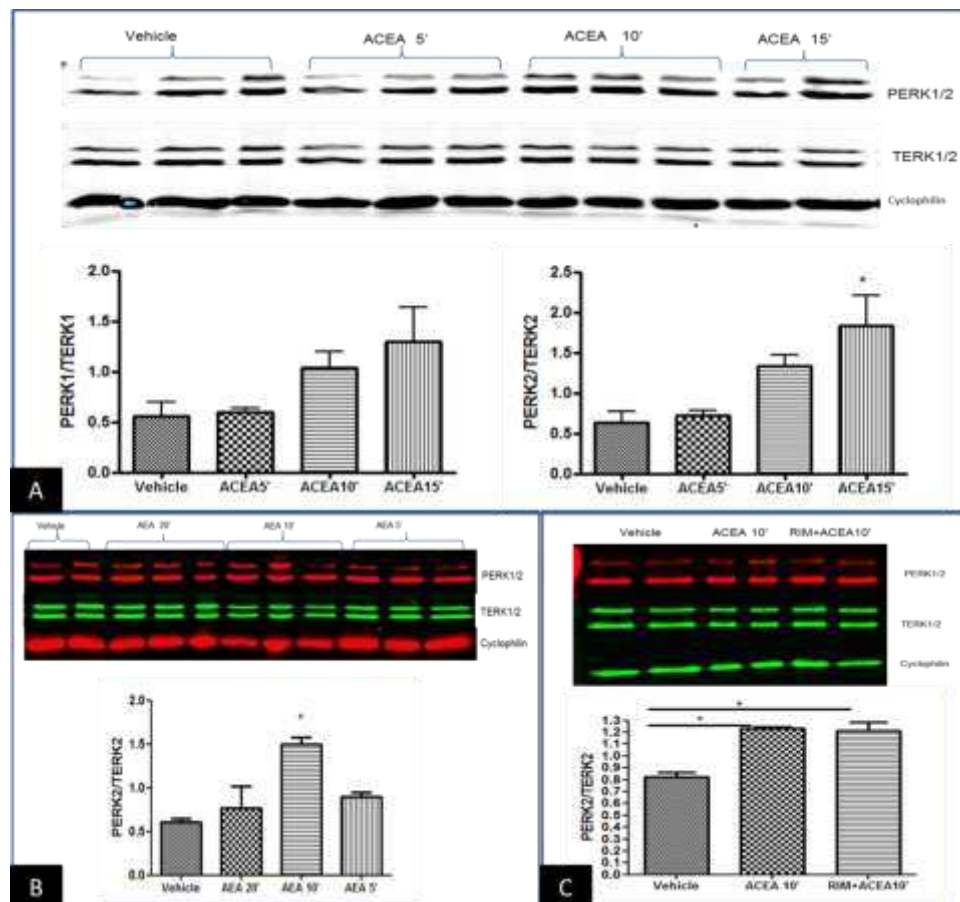 Vehicle ACEA 5' ACEA 10' ACEA 15'
*
PERK1/2
TERK1/2
Cyclophilin
PERK1/TERK1
2.0
1.5
1.0
0.5
0.0
Vehicle ACEA5' ACEA10' ACEA15'
PERK2/TERK2
2.5
2.0
1.5
1.0
0.5
0.0
*
Vehicle ACEA5' ACEA10' ACEA15'
A
Vehicle AEA 20' AEA 10' AEA 5'
PERK1/2
TERK1/2
Cyclophilin
PERK2/TERK2
2.0
1.5
1.0
0.5
0.0
*
Vehicle AEA 20' AEA 10' AEA 5'
B
Vehicle ACEA 10' RIM+ACEA10'
PERK1/2
TERK1/2
Cyclophilin
PERK2/TERK2
1.3
1.2
1.1
1.0
0.9
0.8
0.7
0.6
0.5
0.4
0.3
0.2
0.1
0.0
*
*
Vehicle ACEA 10' RIM+ACEA10'
C